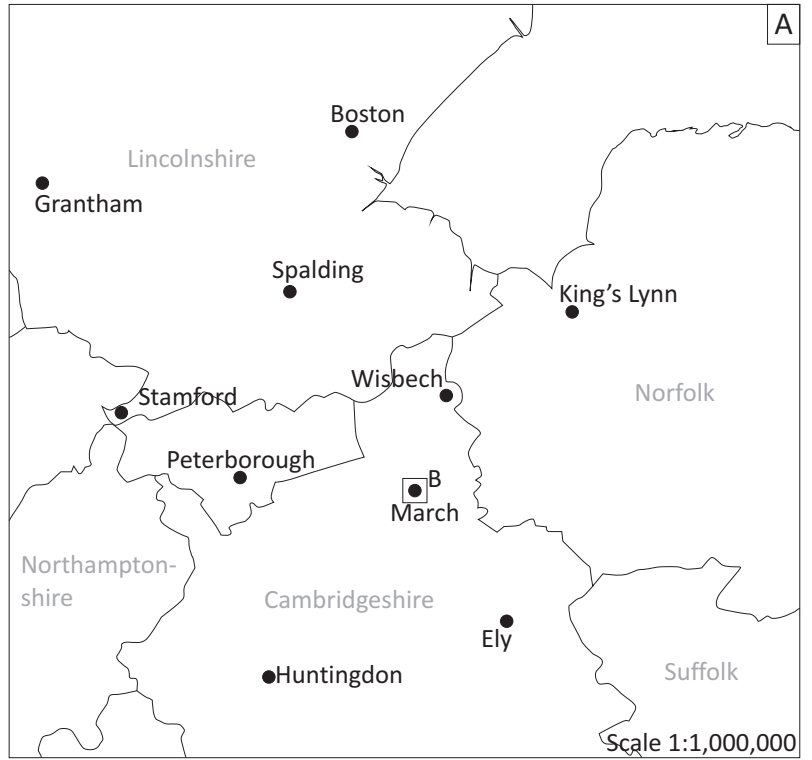 A
Boston
Lincolnshire
Grantham
Spalding
King’s Lynn
Wisbech
Stamford
Norfolk
Peterborough
B
March
Northampton-
shire
Cambridgeshire
Ely
Suffolk
Huntingdon
Scale 1:1,000,000